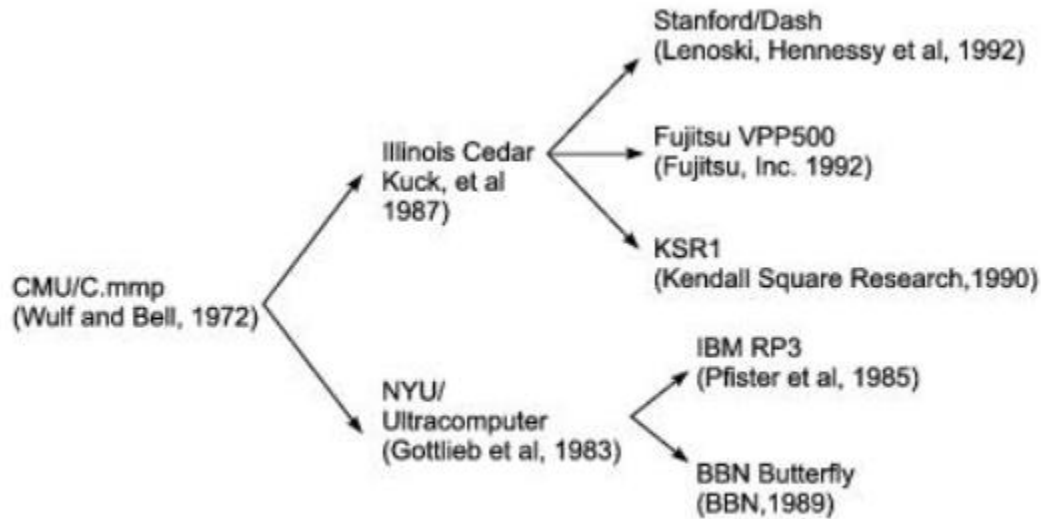 Stanford/Dash
(Lenoski, Hennessy et al, 1992)
Fujitsu VPP500
(Fujitsu, Inc. 1992)
Illinois Cedar
Kuck, et al
1987)
KSR1
(Kendall Square Research,1990)
CMU/C.mmp
(Wulf and Bell, 1972)
IBM RP3
(Pfister et al, 1985)
NYU/
Ultracomputer
(Gottlieb et al, 1983)
BBN Butterfly
(BBN,1989)